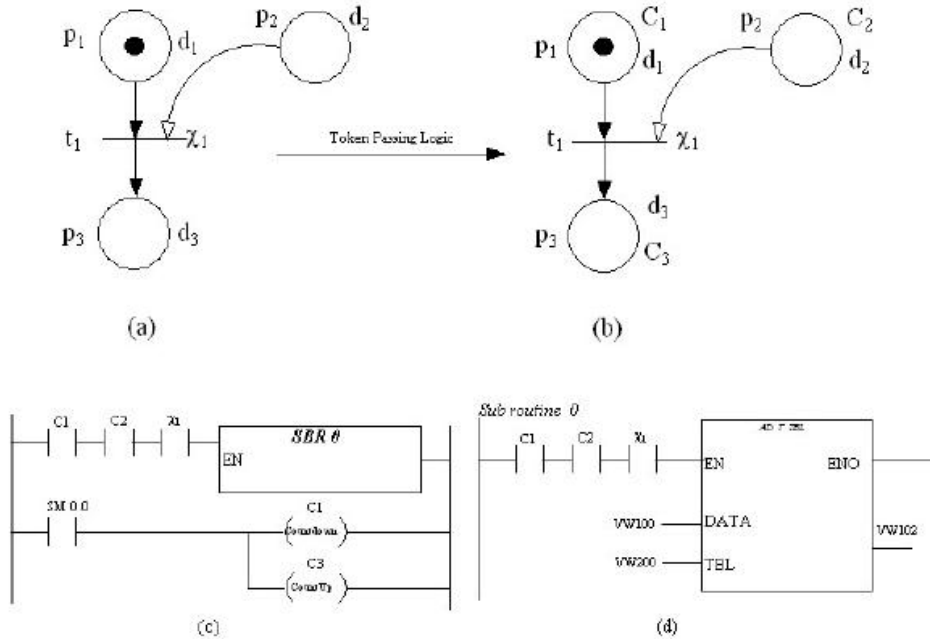 p1 d1 p2 d2
t1 χ1
p3 d3
(a)
Token Passing Logic
C1 C2
p1 d1 p2 d2
t1 χ1
d3
p3 C3
(b)
C1 C2 χ1
SBR 0
EN
SM 0.0
C1
C3
(c)
Sub routine 0
C1 C2 χ1
EN ENO
VW100 DATA
VW102
VW200 TBL
(d)